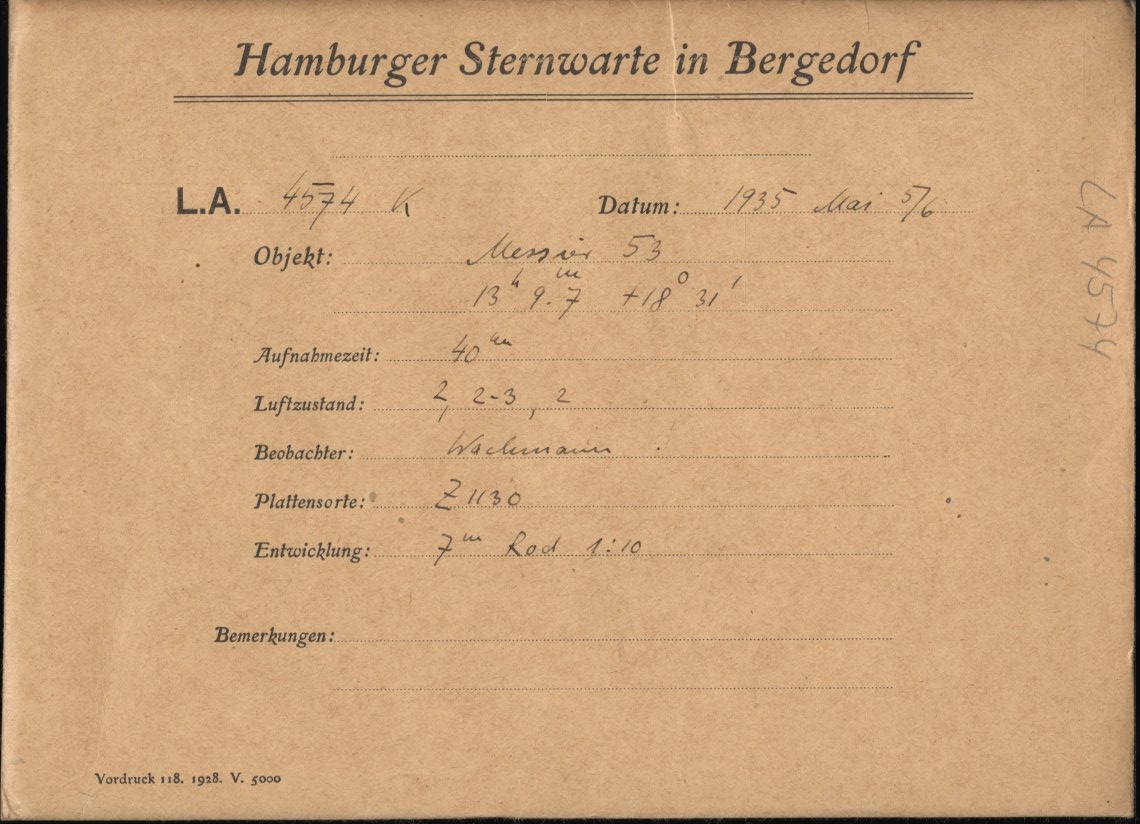 Hamburger Sternwarte in Bergedorf
L.A. 4574 K Datum: 1935 Mai 5/6
Objekt: Messier 53
13ʰ 9.ᵐ7 +18° 31'
Aufnahmezeit: 40ᵐ
Luftzustand: 2, 2-3, 2
Beobachter: Wachmann
Plattensorte: Z 1130
Entwicklung: 7ᵐ Rod 1:10
Bemerkungen:
Vordruck 118. 1928. V. 5000
LA 4574